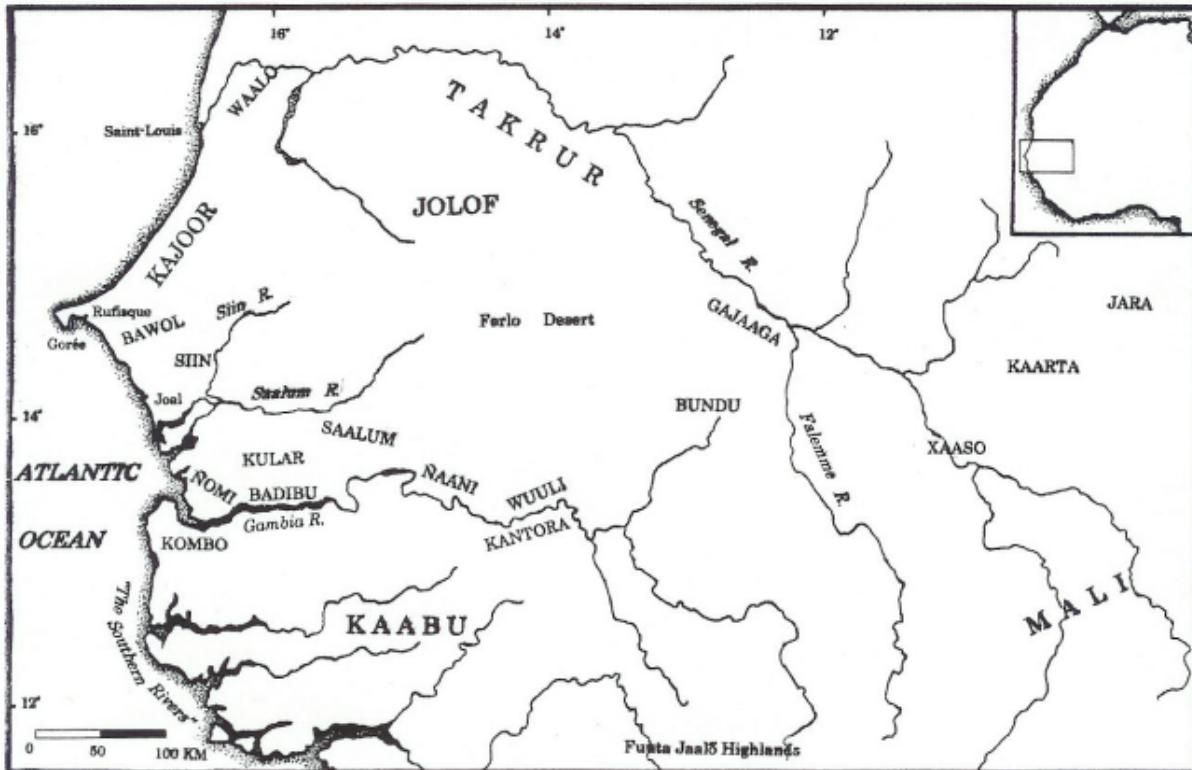 16°
14°
12°
16°
WAALO
TAKRUR
Saint-Louis
JOLOF
KAJOOR
Senegal R.
Rufisque
Gorée
BAWOL
Siin R.
Ferlo Desert
GAJAAGA
JARA
SIIN
KAARTA
Joal
Saalum R.
BUNDU
14°
SAALUM
Falemme R.
XAASO
ATLANTIC
OCEAN
KULAR
ÑOMI
BADIBU
ÑAANI
WUULI
Gambia R.
KANTORA
KOMBO
"The Southern Rivers"
KAABU
MALI
12°
0 50 100 KM
Fuuta Jaalõ Highlands